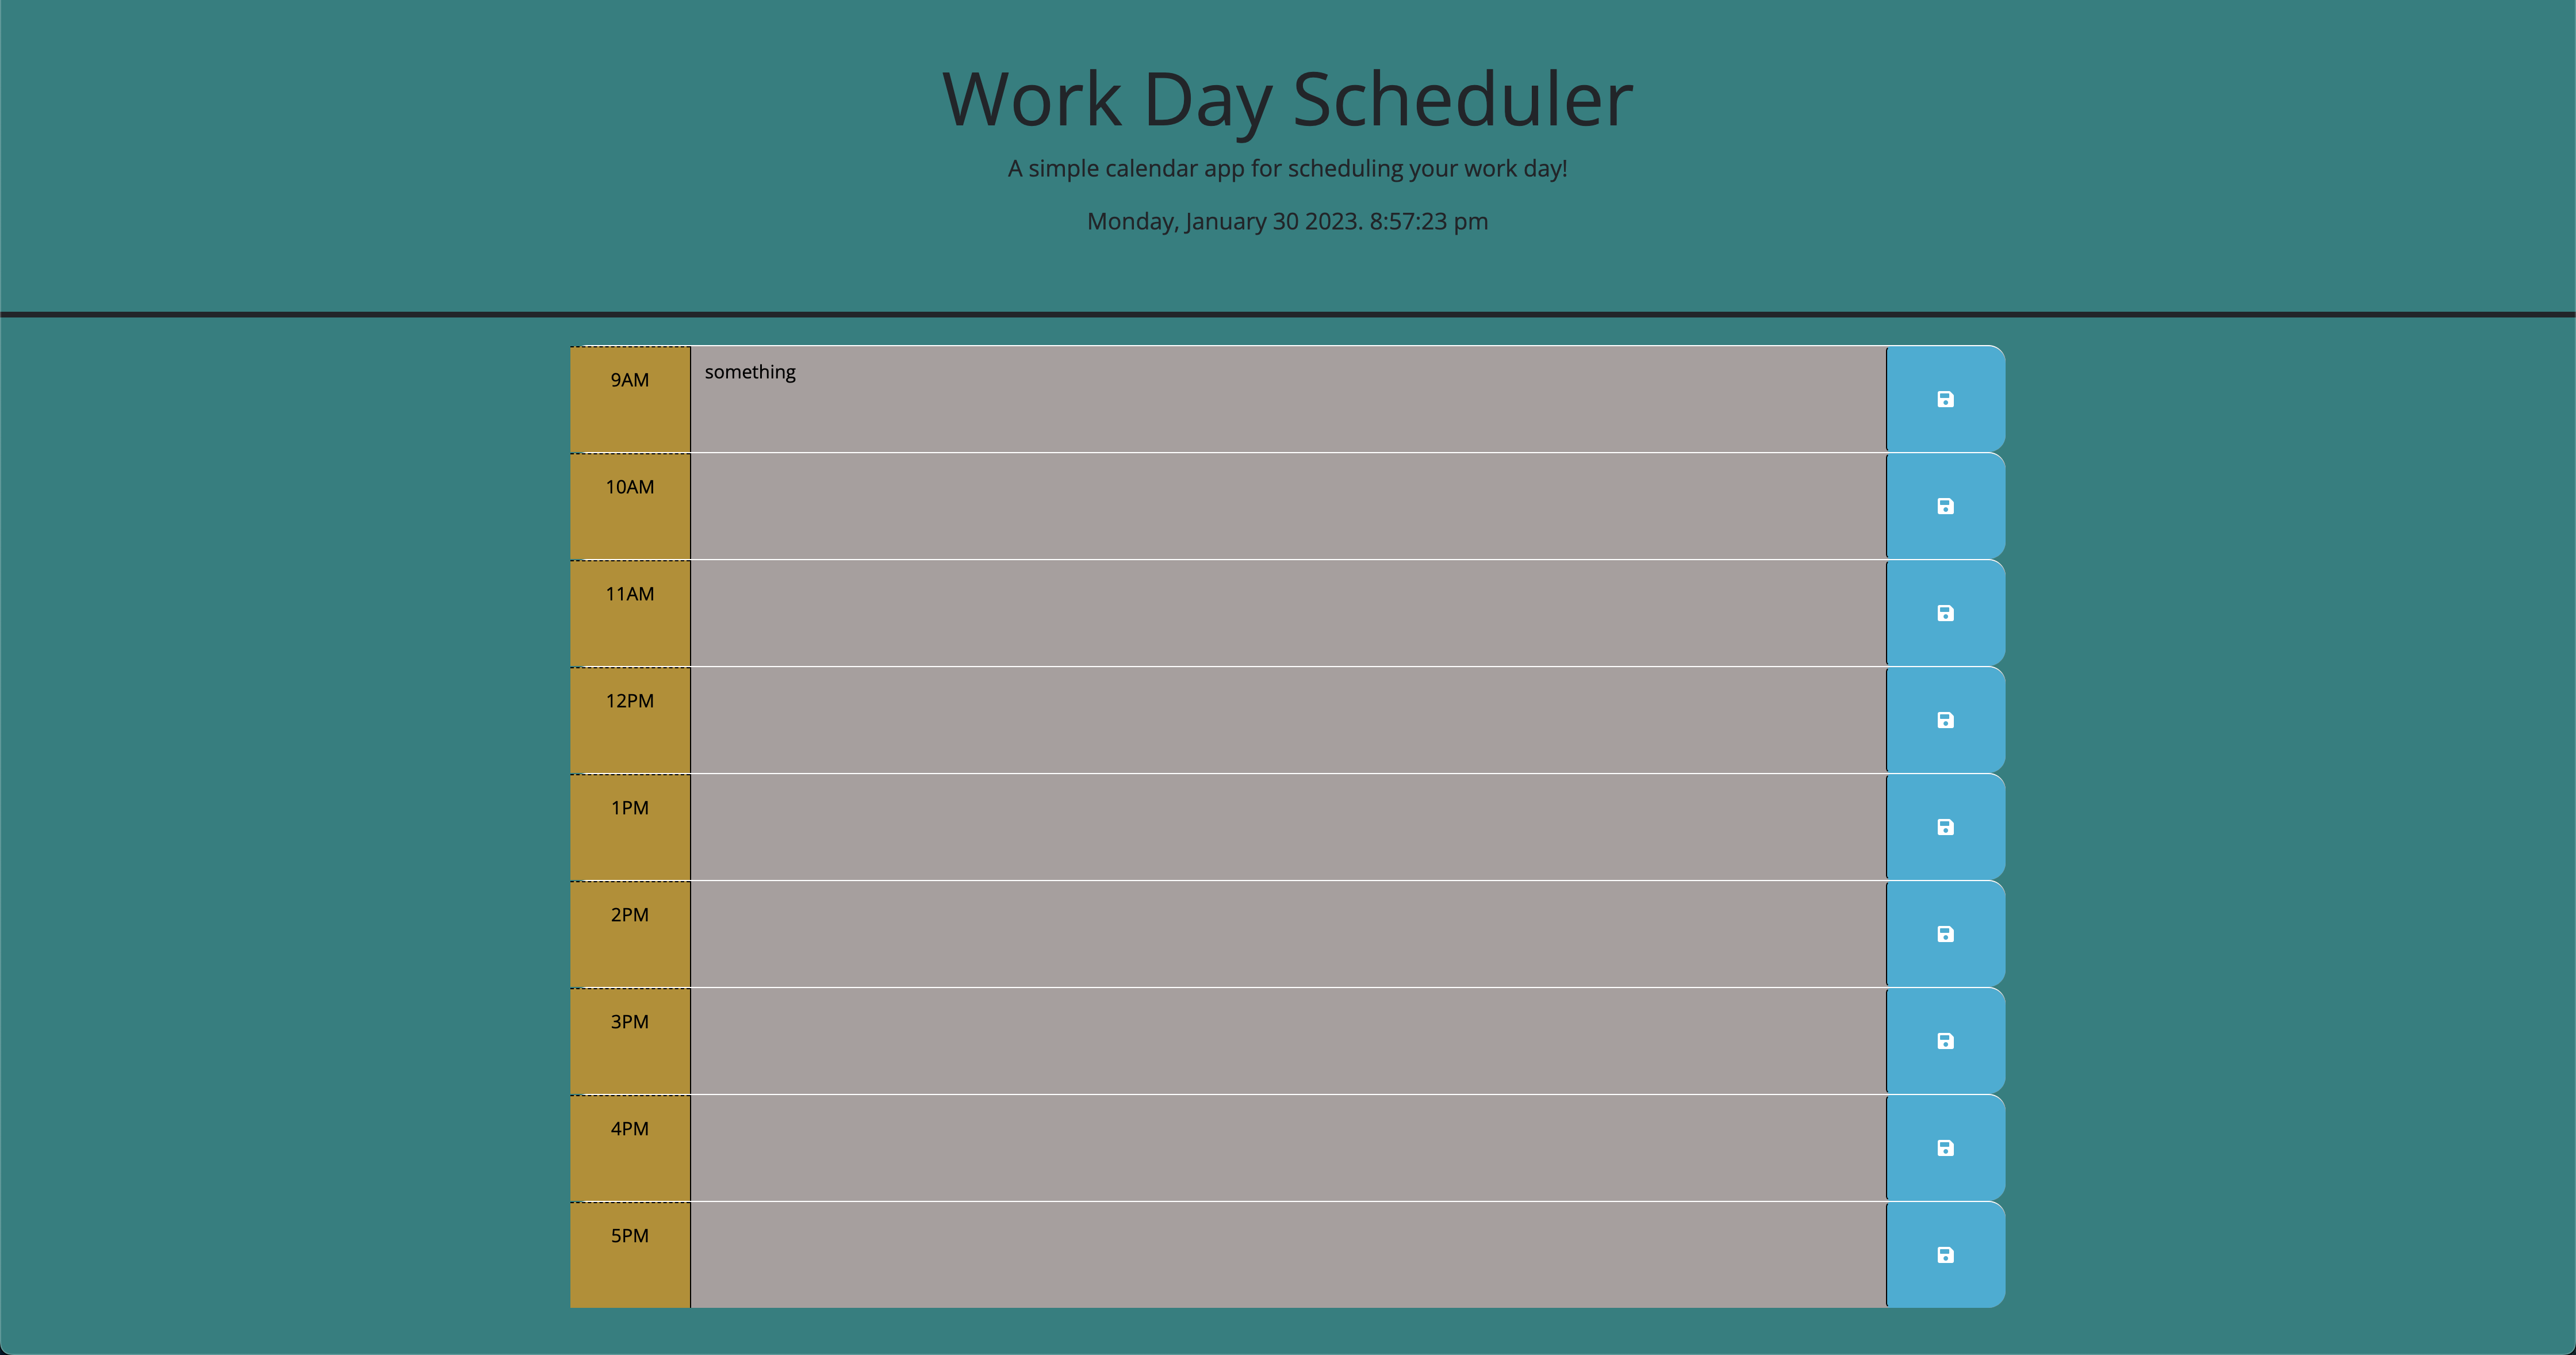 Work Day Scheduler
A simple calendar app for scheduling your work day!
Monday, January 30 2023. 8:57:23 pm
9AM something
10AM
11AM
12PM
1PM
2PM
3PM
4PM
5PM